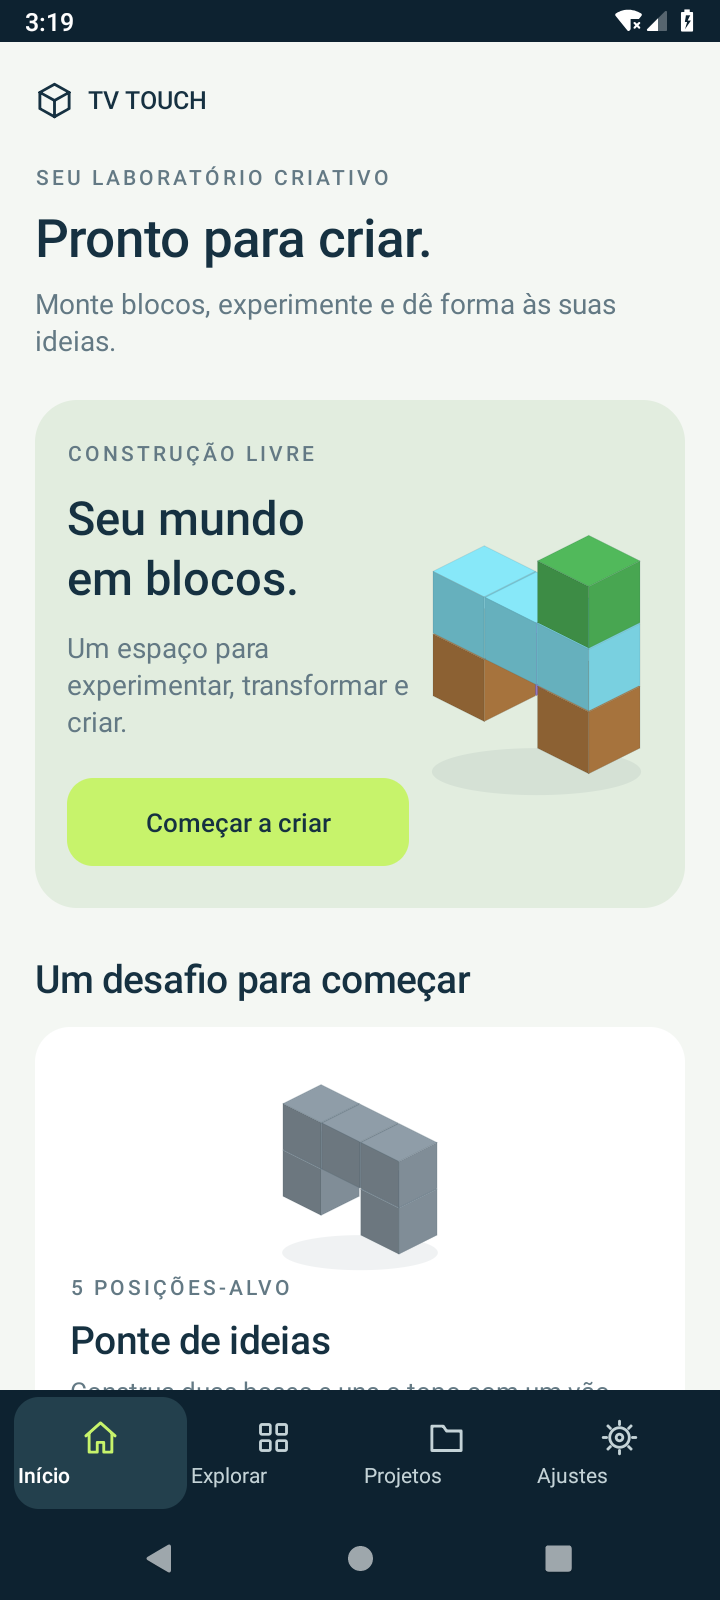 3:19
TV TOUCH
SEU LABORATÓRIO CRIATIVO
Pronto para criar.
Monte blocos, experimente e dê forma às suas
ideias.
CONSTRUÇÃO LIVRE
Seu mundo
em blocos.
Um espaço para
experimentar, transformar e
criar.
Começar a criar
Um desafio para começar
5 POSIÇÕES-ALVO
Ponte de ideias
Início
Explorar
Projetos
Ajustes